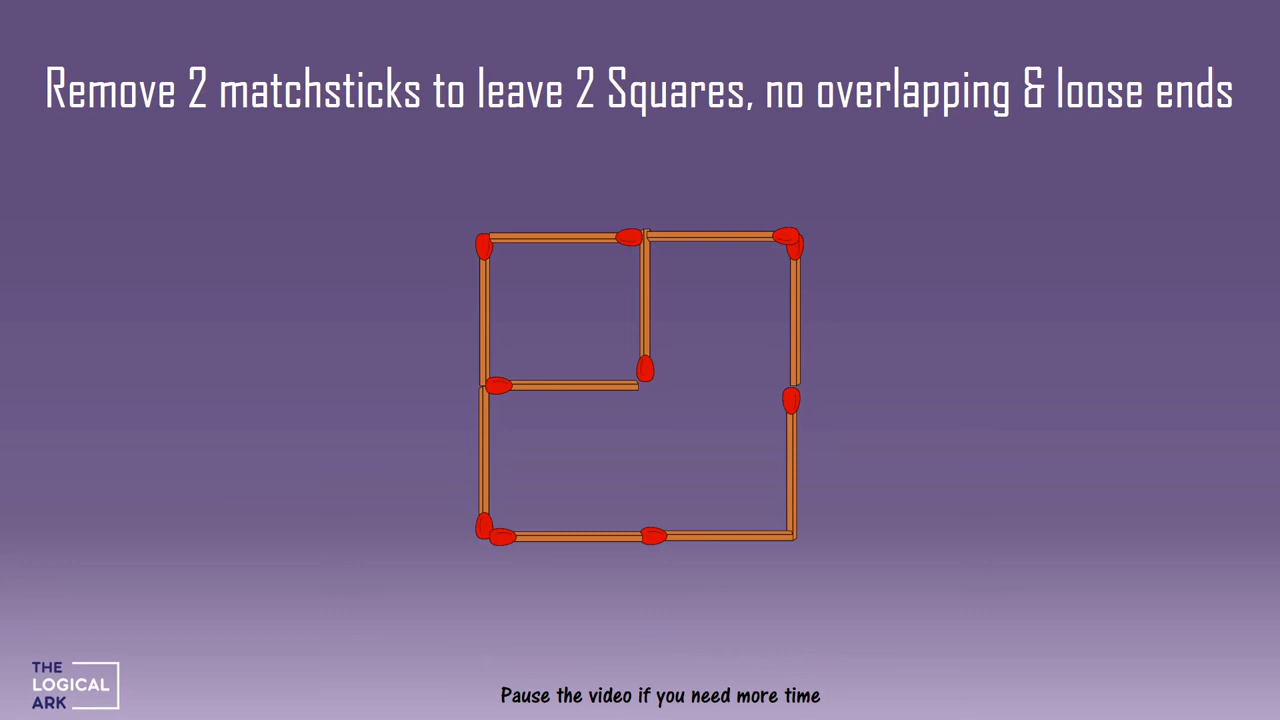 Remove 2 matchsticks to leave 2 Squares, no overlapping & loose ends
THE
LOGICAL
ARK
Pause the video if you need more time